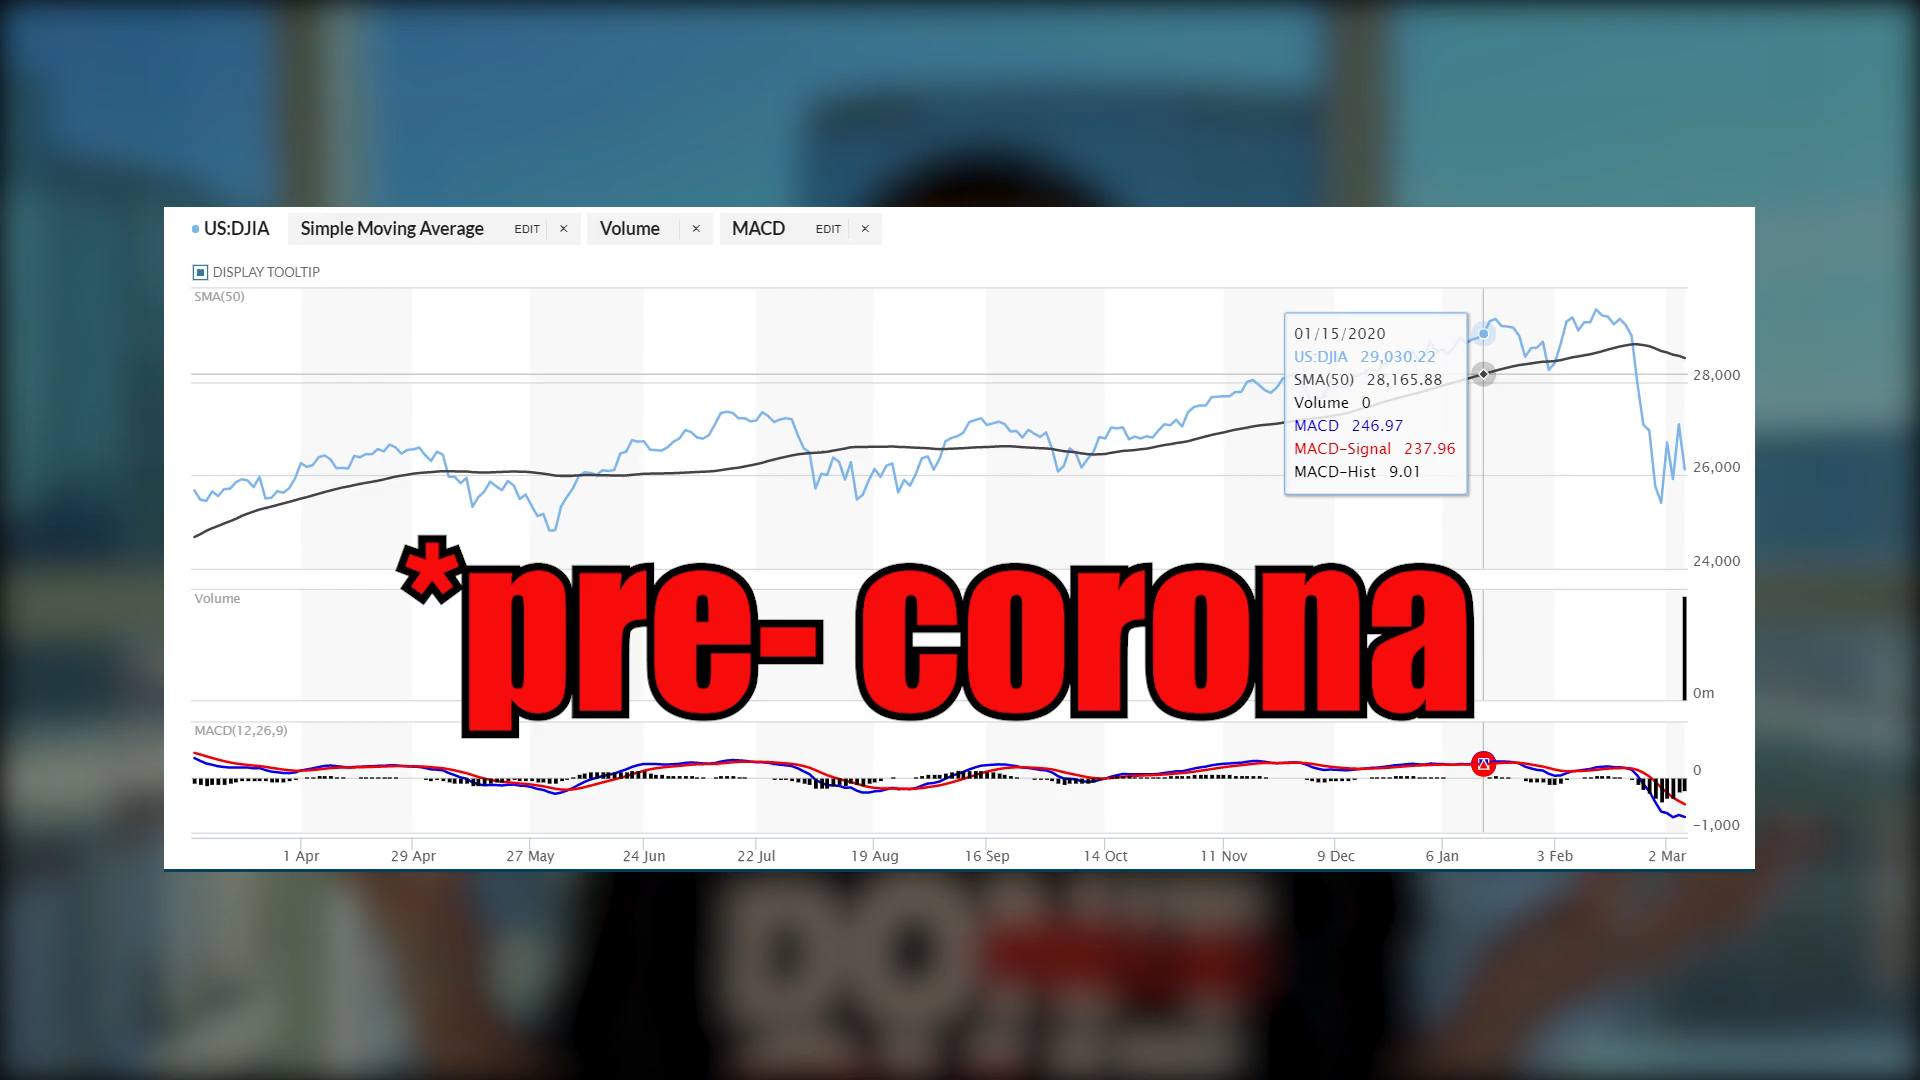 US:DJIA Simple Moving Average EDIT × Volume × MACD EDIT ×
DISPLAY TOOLTIP
SMA(50)
01/15/2020
US:DJIA 29,030.22
SMA(50) 28,165.88
Volume 0
MACD 246.97
MACD-Signal 237.96
MACD-Hist 9.01
28,000
26,000
24,000
*pre- corona
Volume
0m
MACD(12,26,9)
0
-1,000
1 Apr 29 Apr 27 May 24 Jun 22 Jul 19 Aug 16 Sep 14 Oct 11 Nov 9 Dec 6 Jan 3 Feb 2 Mar
DO